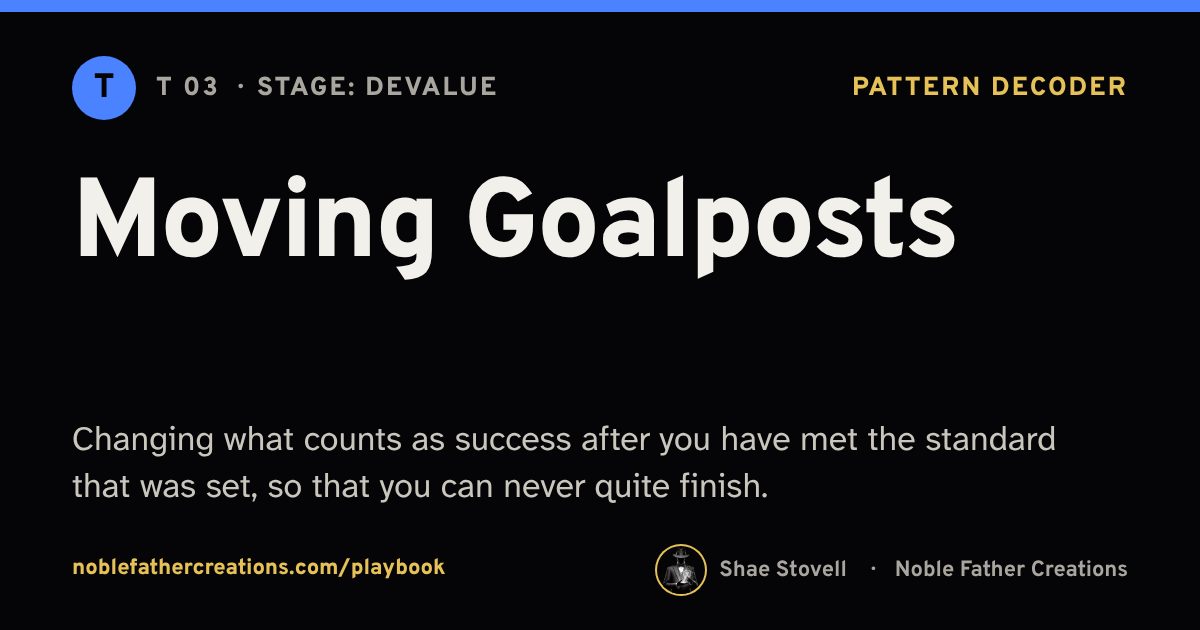 T
T 03 · STAGE: DEVALUE
PATTERN DECODER
Moving Goalposts
Changing what counts as success after you have met the standard
that was set, so that you can never quite finish.
noblefathercreations.com/playbook
Shae Stovell · Noble Father Creations